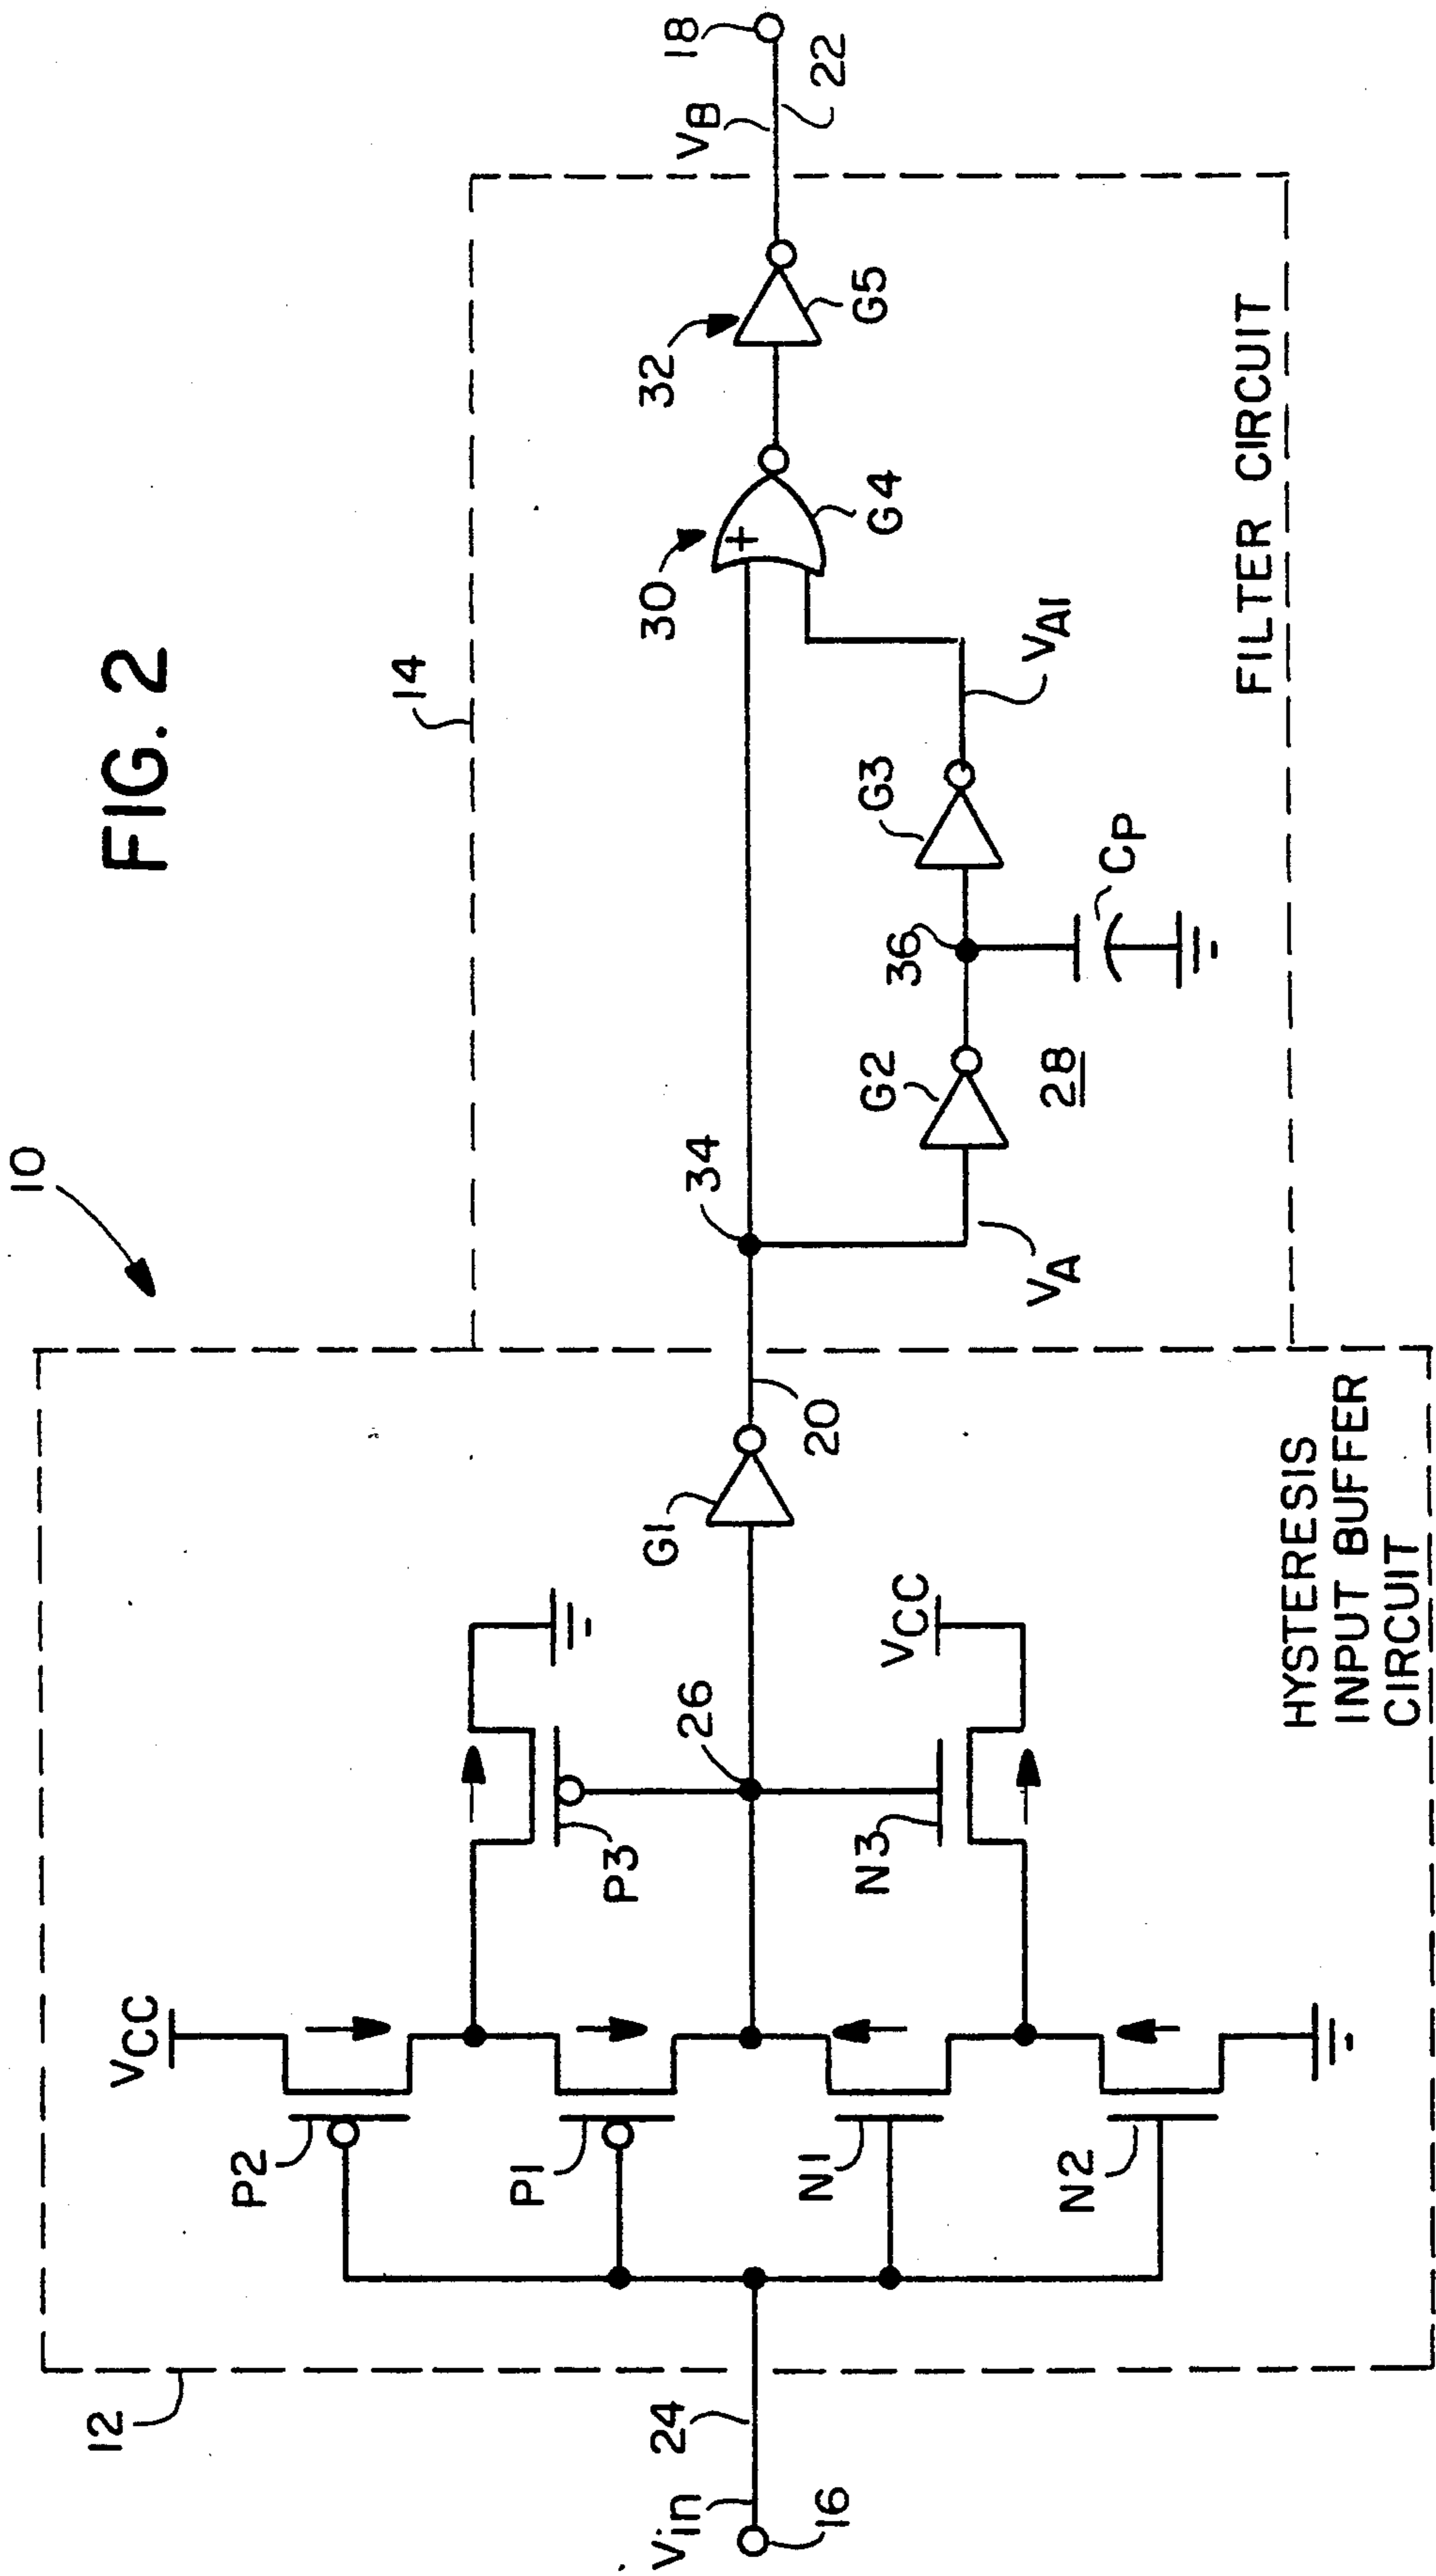 FIG. 2
10
12
14
VCC
P2
P1
N1
N2
P3
N3
VCC
26
G1
20
Vin
24
16
HYSTERESIS
INPUT BUFFER
CIRCUIT
34
VA
G2
28
36
CP
G3
VA1
30
G4
32
G5
VB
18
22
FILTER CIRCUIT